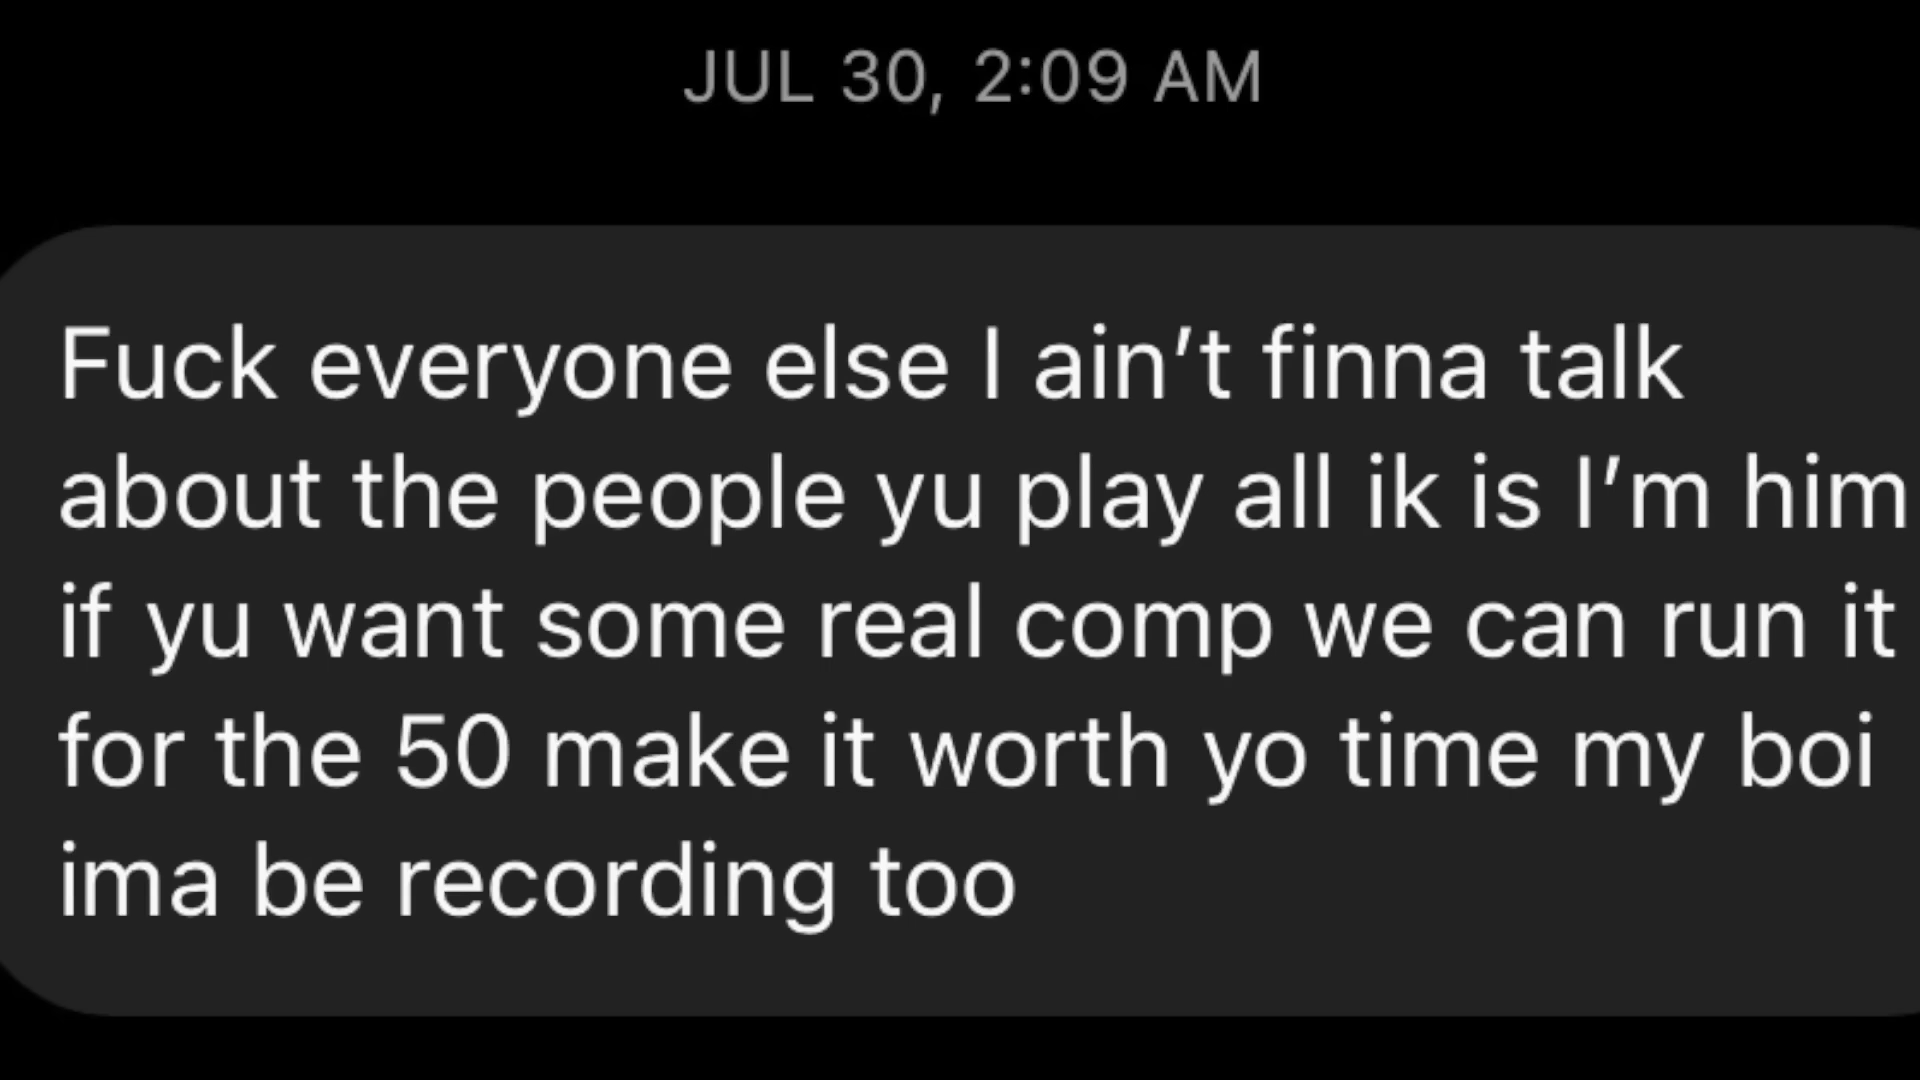 JUL 30, 2:09 AM
Fuck everyone else I ain’t finna talk
about the people yu play all ik is I’m him
if yu want some real comp we can run it
for the 50 make it worth yo time my boi
ima be recording too